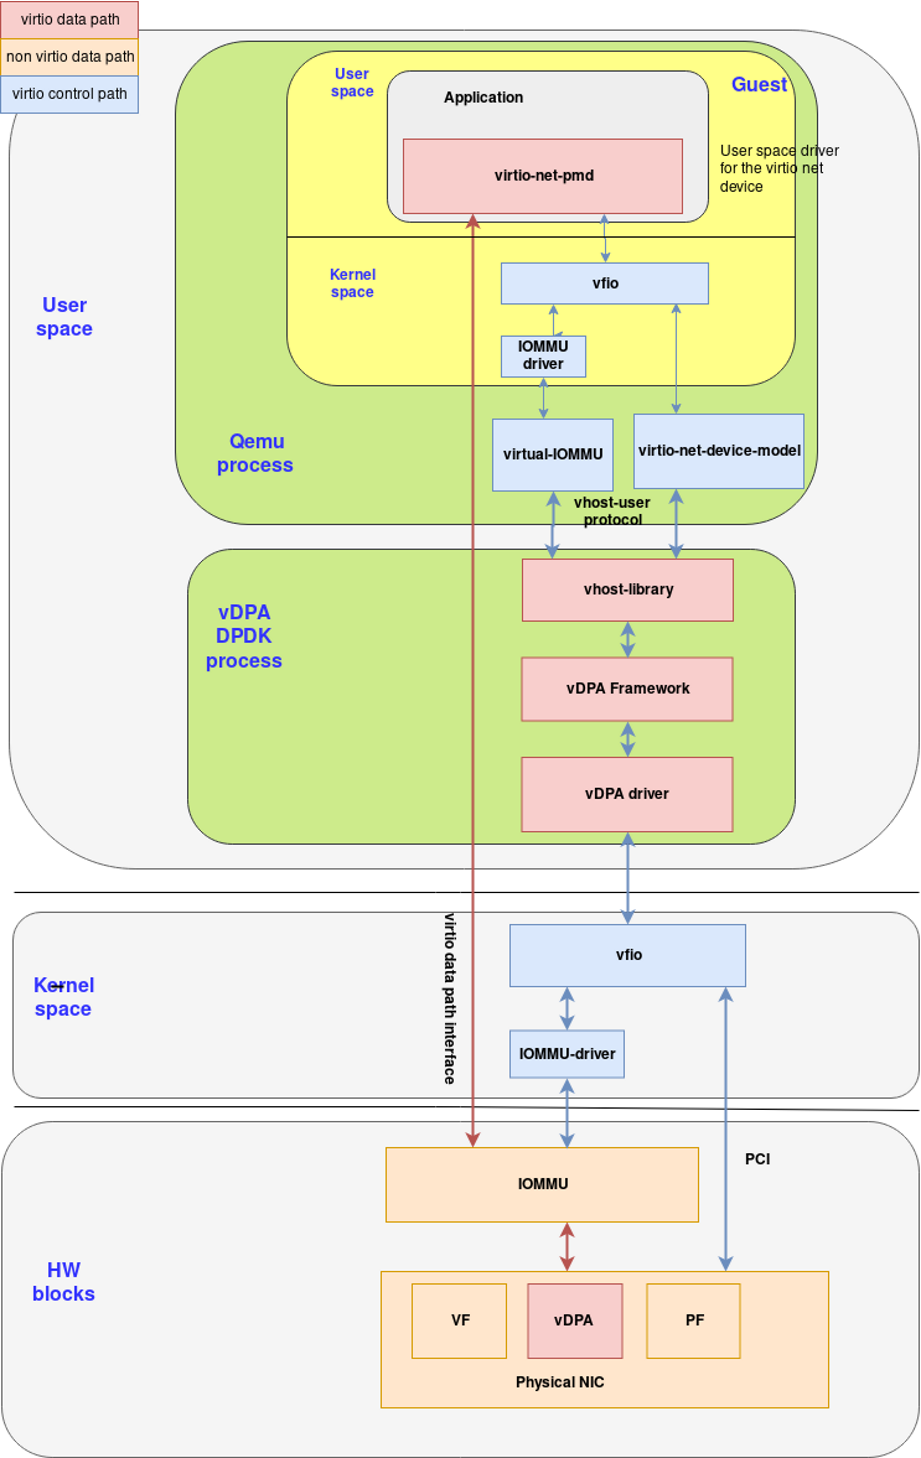 virtio data path
non virtio data path
virtio control path
User
space
Guest
Application
virtio-net-pmd
User space driver
for the virtio net
device
Kernel
space
vfio
IOMMU
driver
User
space
Qemu
process
virtual-IOMMU
virtio-net-device-model
vhost-user
protocol
vDPA
DPDK
process
vhost-library
vDPA Framework
vDPA driver
virtio data path interface
vfio
Kernel
space
IOMMU-driver
PCI
IOMMU
HW
blocks
VF
vDPA
PF
Physical NIC